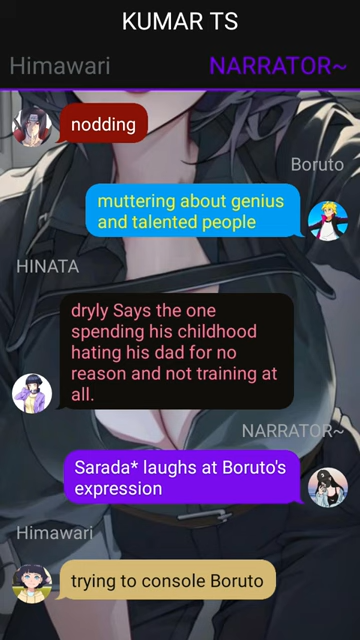 KUMAR TS
Himawari NARRATOR~
nodding
Boruto
muttering about genius
and talented people
HINATA
dryly Says the one
spending his childhood
hating his dad for no
reason and not training at
all.
NARRATOR~
Sarada* laughs at Boruto's
expression
Himawari
trying to console Boruto